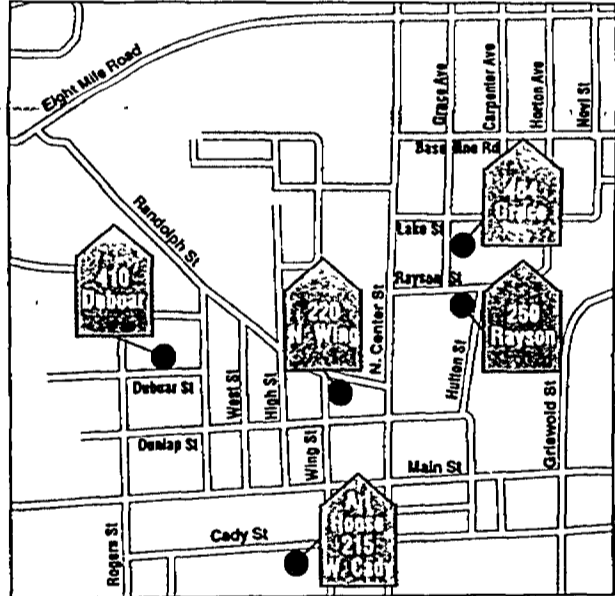 Eight Mile Road
Grace Ave
Carpenter Ave
Horton Ave
Novi St
Base line Rd
Randolph St
484
Grace
Lake St
410
Dubuar
Rayson St
220
N. Wing
N. Center St
250
Rayson
Hutton St
Griswold St
Dubuar St
West St
High St
Dunlap St
Wing St
Main St
Rogers St
Cady St
Art
House
215
W. Cady